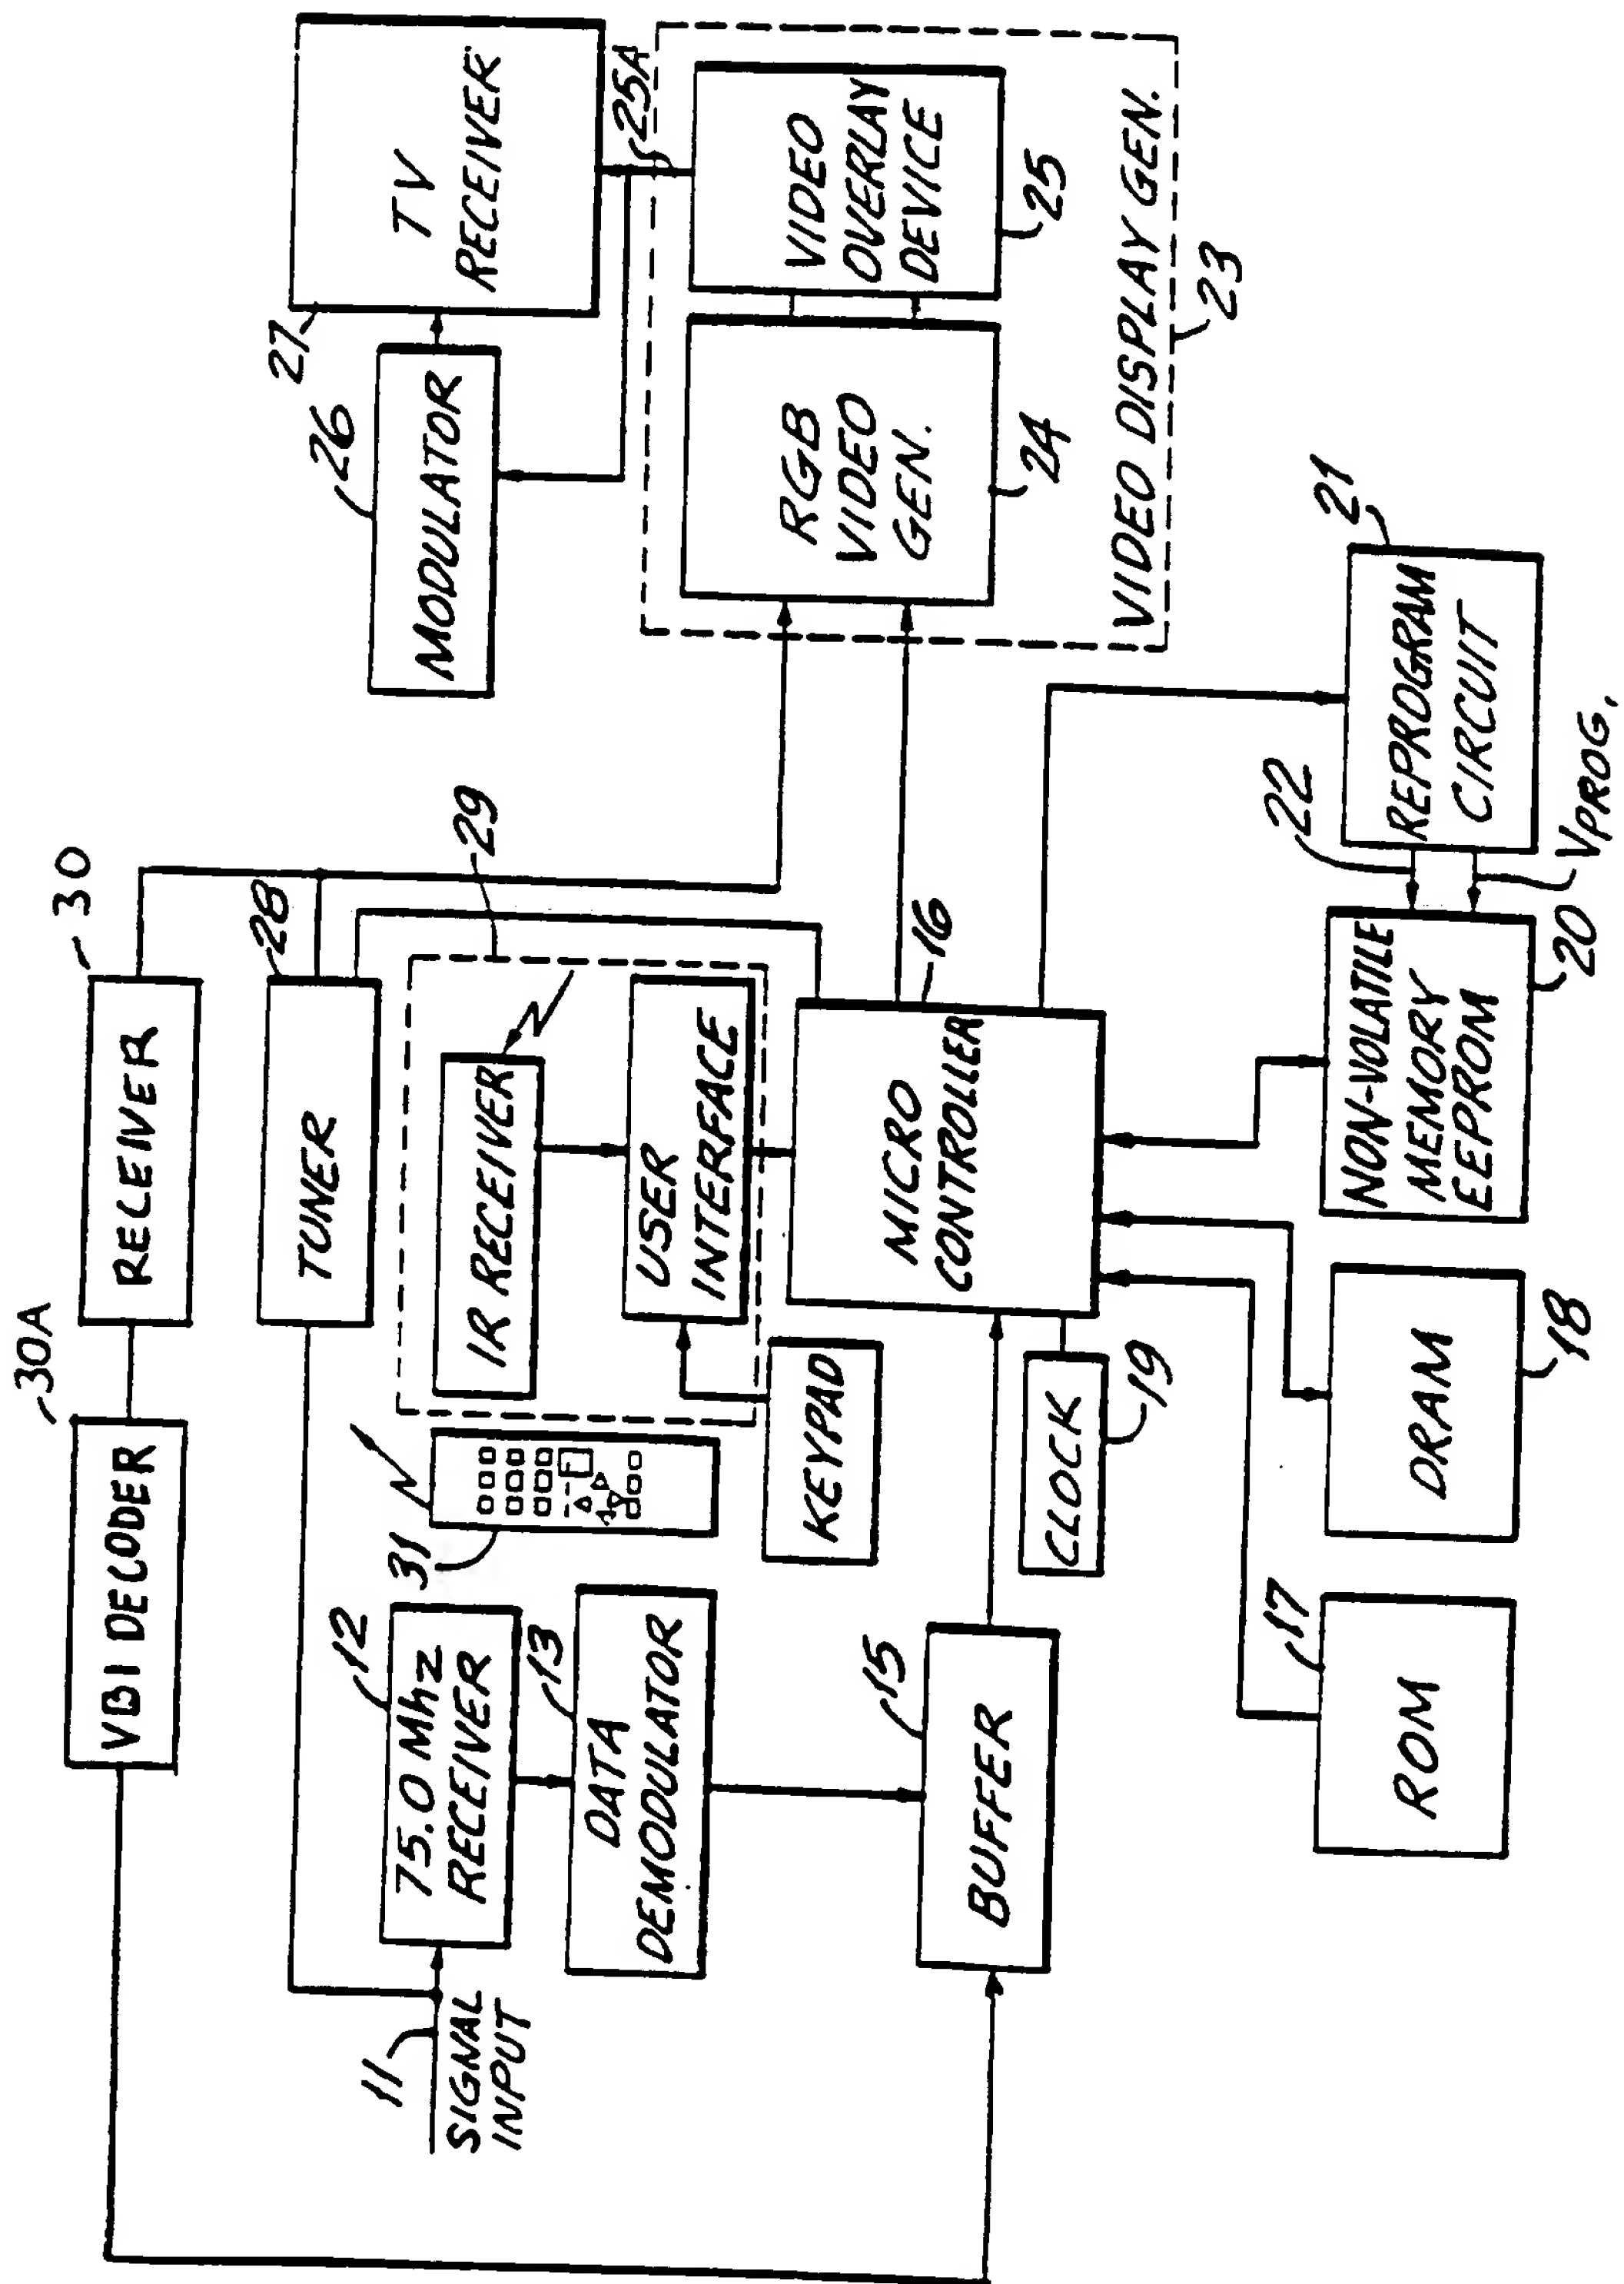 30A
30
VBI DECODER
RELEIVER
28
TUNER
11
SIGNAL
INPUT
12
75.0 Mhz
RECEIVER
13
DATA
DEMODULATOR
31
29
IR RECEIVER
USER
INTERFACE
KEYPAD
15
BUFFER
16
MICRO
CONTROLLER
CLOCK
19
17
ROM
DRAM
18
NON-VOLATILE
MEMORY
EEPROM
20
22
VPROG.
REPROGRAM
CIRCUIT
21
26
MODULATOR
27
TV
RECEIVER
25A
RGB
VIDEO
GEN.
24
VIDEO
OVERLAY
DEVICE
25
VIDEO DISPLAY GEN.
23